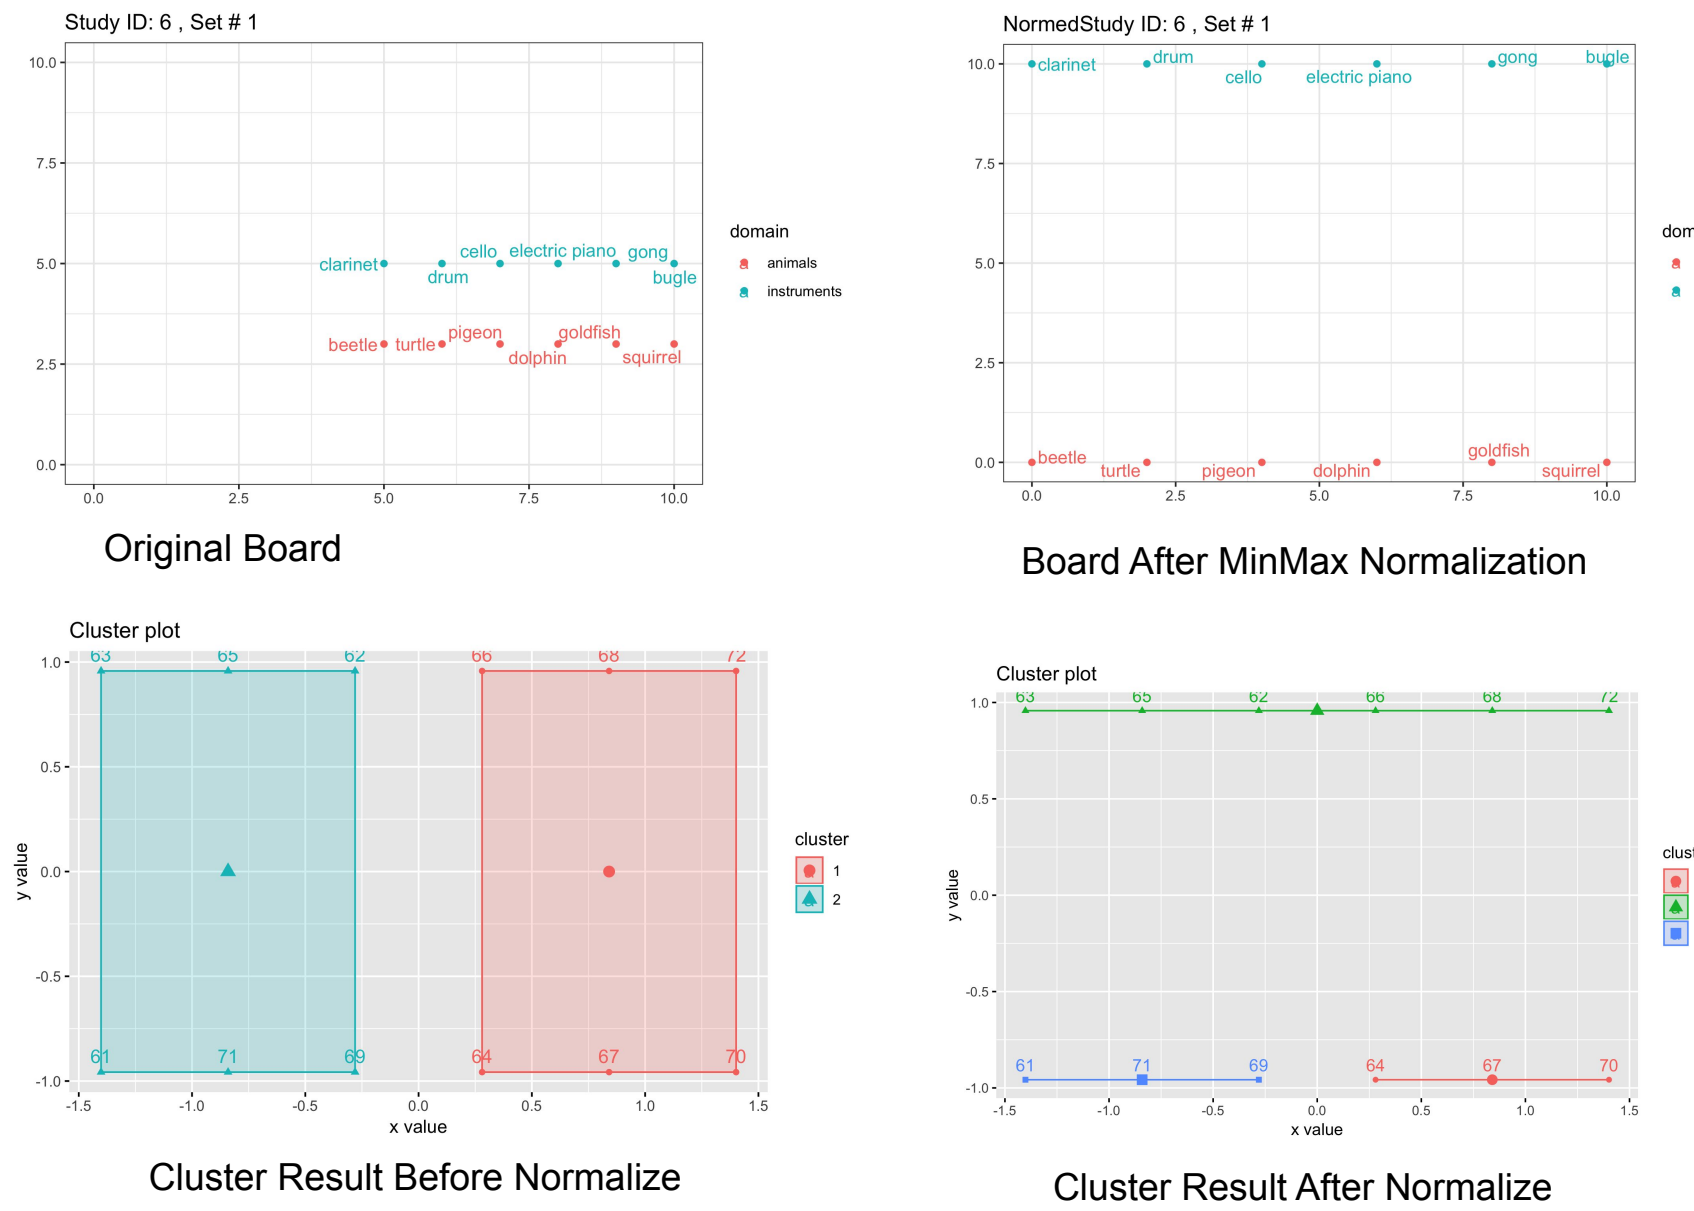 Study ID: 6 , Set # 1
10.0
7.5
5.0
2.5
0.0
clarinet
drum
cello
electric piano
gong
bugle
beetle
turtle
pigeon
dolphin
goldfish
squirrel
0.0 2.5 5.0 7.5 10.0
domain
animals
instruments
Original Board
NormedStudy ID: 6 , Set # 1
10.0
7.5
5.0
2.5
0.0
clarinet
drum
cello
electric piano
gong
bugle
beetle
turtle
pigeon
dolphin
goldfish
squirrel
0.0 2.5 5.0 7.5 10.0
dom
Board After MinMax Normalization
Cluster plot
y value
1.0
0.5
0.0
-0.5
-1.0
63 65 62 66 68 72
61 71 69 64 67 70
-1.5 -1.0 -0.5 0.0 0.5 1.0 1.5
x value
cluster
1
2
Cluster Result Before Normalize
Cluster plot
y value
1.0
0.5
0.0
-0.5
-1.0
63 65 62 66 68 72
61 71 69 64 67 70
-1.5 -1.0 -0.5 0.0 0.5 1.0 1.5
x value
clust
Cluster Result After Normalize